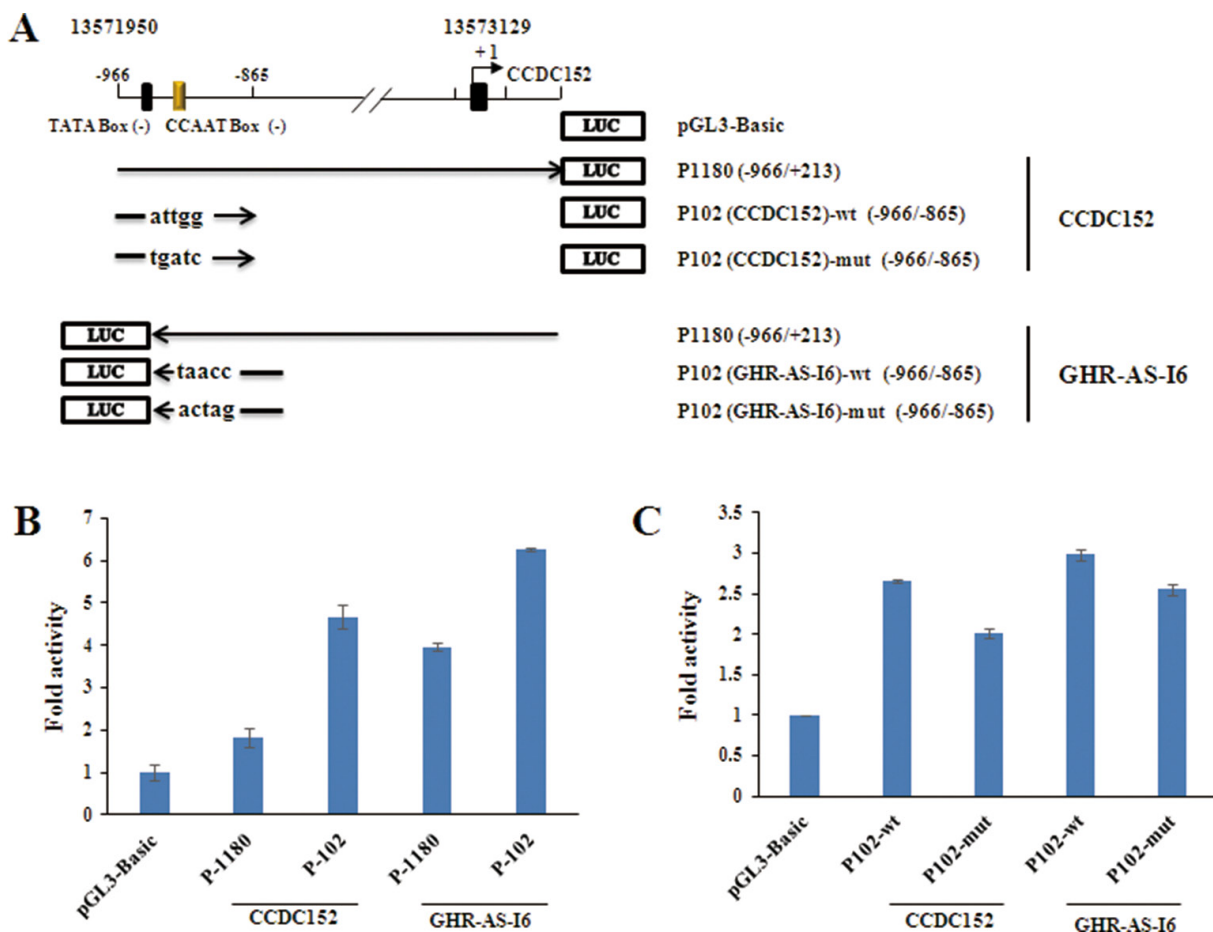 A
13571950
13573129
+1
CCDC152
-966
-865
TATA Box (-)
CCAAT Box (-)
LUC
pGL3-Basic
LUC
P1180 (-966/+213)
attgg
LUC
P102 (CCDC152)-wt (-966/-865)
CCDC152
tgatc
LUC
P102 (CCDC152)-mut (-966/-865)
LUC
P1180 (-966/+213)
LUC
taacc
P102 (GHR-AS-I6)-wt (-966/-865)
GHR-AS-I6
LUC
actag
P102 (GHR-AS-I6)-mut (-966/-865)
B
Fold activity
7
6
5
4
3
2
1
0
pGL3-Basic
P-1180
P-102
P-1180
P-102
CCDC152
GHR-AS-I6
C
Fold activity
3.5
3
2.5
2
1.5
1
0.5
0
pGL3-Basic
P102-wt
P102-mut
P102-wt
P102-mut
CCDC152
GHR-AS-I6